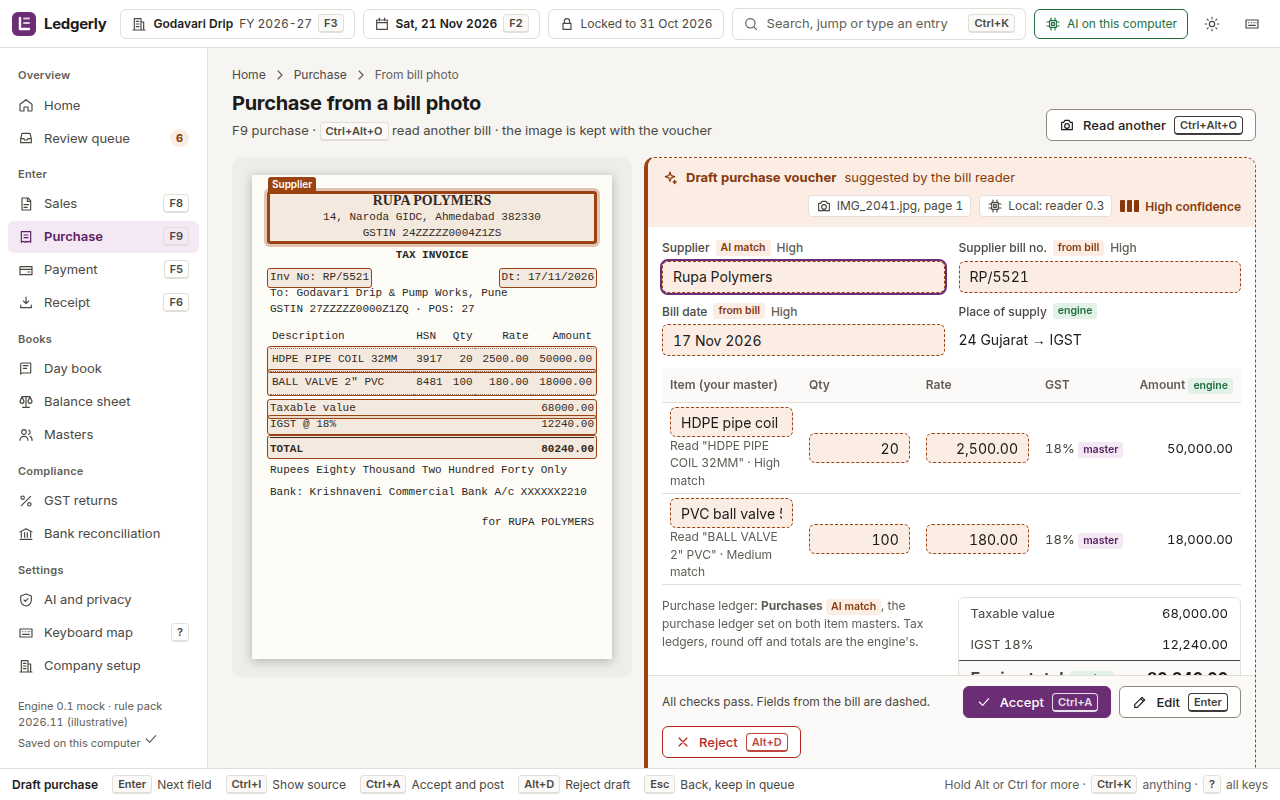 Ledgerly
Godavari Drip FY 2026-27 F3
Sat, 21 Nov 2026 F2
Locked to 31 Oct 2026
Search, jump or type an entry Ctrl+K
AI on this computer
Overview
Home
Review queue 6
Enter
Sales F8
Purchase F9
Payment F5
Receipt F6
Books
Day book
Balance sheet
Masters
Compliance
GST returns
Bank reconciliation
Settings
AI and privacy
Keyboard map ?
Company setup
Engine 0.1 mock · rule pack
2026.11 (illustrative)
Saved on this computer
Home > Purchase > From bill photo
Purchase from a bill photo
F9 purchase · Ctrl+Alt+O read another bill · the image is kept with the voucher
Read another Ctrl+Alt+O
Supplier
RUPA POLYMERS
14, Naroda GIDC, Ahmedabad 382330
GSTIN 24ZZZZZ0004Z1ZS
TAX INVOICE
Inv No: RP/5521 Dt: 17/11/2026
To: Godavari Drip & Pump Works, Pune
GSTIN 27ZZZZZ0000Z1ZQ · POS: 27
Description HSN Qty Rate Amount
HDPE PIPE COIL 32MM 3917 20 2500.00 50000.00
BALL VALVE 2" PVC 8481 100 180.00 18000.00
Taxable value 68000.00
IGST @ 18% 12240.00
TOTAL 80240.00
Rupees Eighty Thousand Two Hundred Forty Only
Bank: Krishnaveni Commercial Bank A/c XXXXXX2210
for RUPA POLYMERS
Draft purchase voucher suggested by the bill reader
IMG_2041.jpg, page 1
Local: reader 0.3
High confidence
Supplier AI match High
Rupa Polymers
Supplier bill no. from bill High
RP/5521
Bill date from bill High
17 Nov 2026
Place of supply engine
24 Gujarat → IGST
Item (your master) Qty Rate GST Amount engine
HDPE pipe coil 20 2,500.00 18% master 50,000.00
Read "HDPE PIPE
COIL 32MM" · High
match
PVC ball valve 100 180.00 18% master 18,000.00
Read "BALL VALVE
2" PVC" · Medium
match
Purchase ledger: Purchases AI match, the
purchase ledger set on both item masters. Tax
ledgers, round off and totals are the engine's.
Taxable value 68,000.00
IGST 18% 12,240.00
All checks pass. Fields from the bill are dashed.
Accept Ctrl+A
Edit Enter
Reject Alt+D
Draft purchase Enter Next field Ctrl+I Show source Ctrl+A Accept and post Alt+D Reject draft Esc Back, keep in queue
Hold Alt or Ctrl for more · Ctrl+K anything · ? all keys